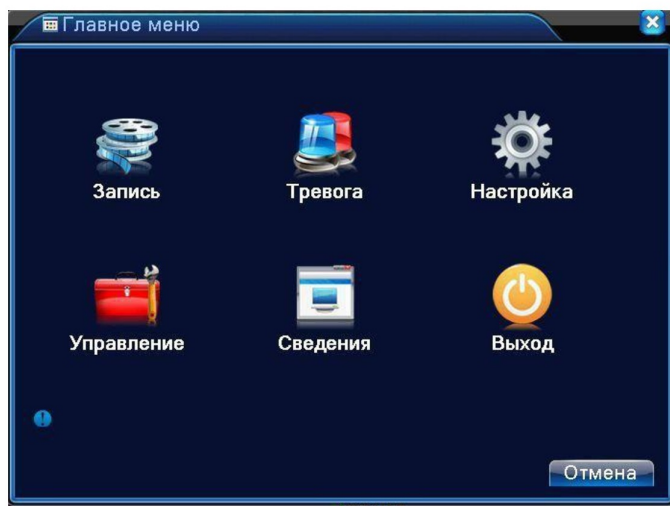 Главное меню
Запись
Тревога
Настройка
Управление
Сведения
Выход
Отмена